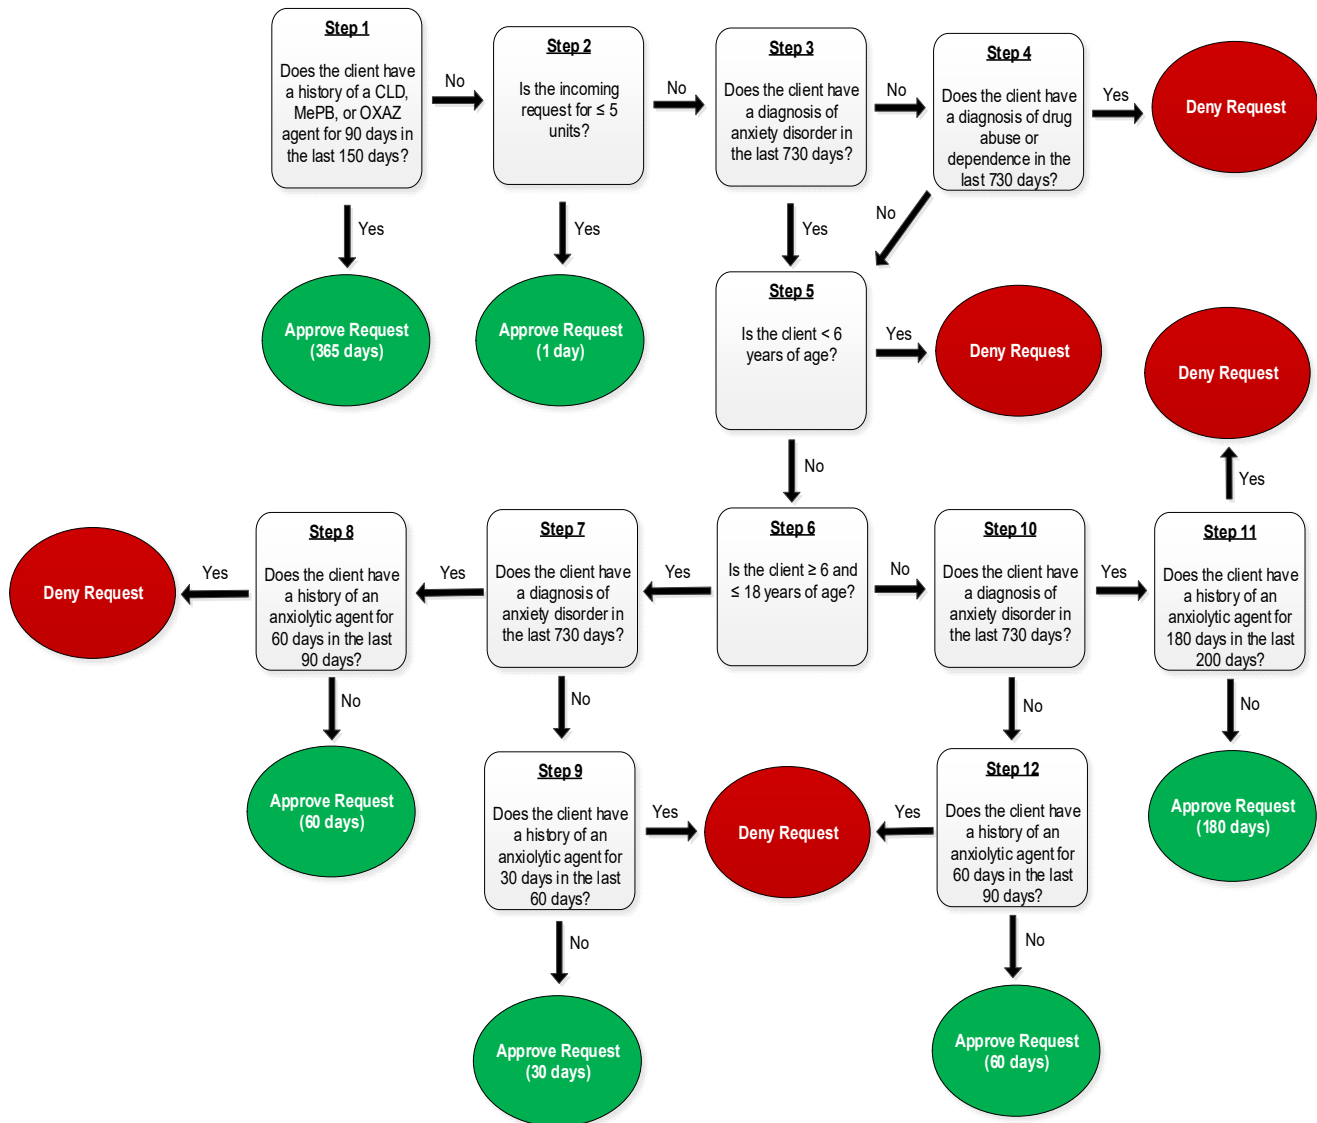 Step 1
Does the client have
a history of a CLD,
MePB, or OXAZ
agent for 90 days in
the last 150 days?
No
Step 2
Is the incoming
request for ≤ 5
units?
No
Step 3
Does the client have
a diagnosis of
anxiety disorder in
the last 730 days?
No
Step 4
Does the client have
a diagnosis of drug
abuse or
dependence in the
last 730 days?
Yes
Deny Request
Yes
Yes
Yes
No
Approve Request
(365 days)
Approve Request
(1 day)
Step 5
Is the client < 6
years of age?
Yes
Deny Request
Deny Request
No
Yes
Deny Request
Yes
Step 8
Does the client have
a history of an
anxiolytic agent for
60 days in the last
90 days?
Yes
Step 7
Does the client have
a diagnosis of
anxiety disorder in
the last 730 days?
Yes
Step 6
Is the client ≥ 6 and
≤ 18 years of age?
No
Step 10
Does the client have
a diagnosis of
anxiety disorder in
the last 730 days?
Yes
Step 11
Does the client have
a history of an
anxiolytic agent for
180 days in the last
200 days?
No
No
No
No
Approve Request
(60 days)
Step 9
Does the client have
a history of an
anxiolytic agent for
30 days in the last
60 days?
Yes
Deny Request
Yes
Step 12
Does the client have
a history of an
anxiolytic agent for
60 days in the last
90 days?
Approve Request
(180 days)
No
No
Approve Request
(30 days)
Approve Request
(60 days)